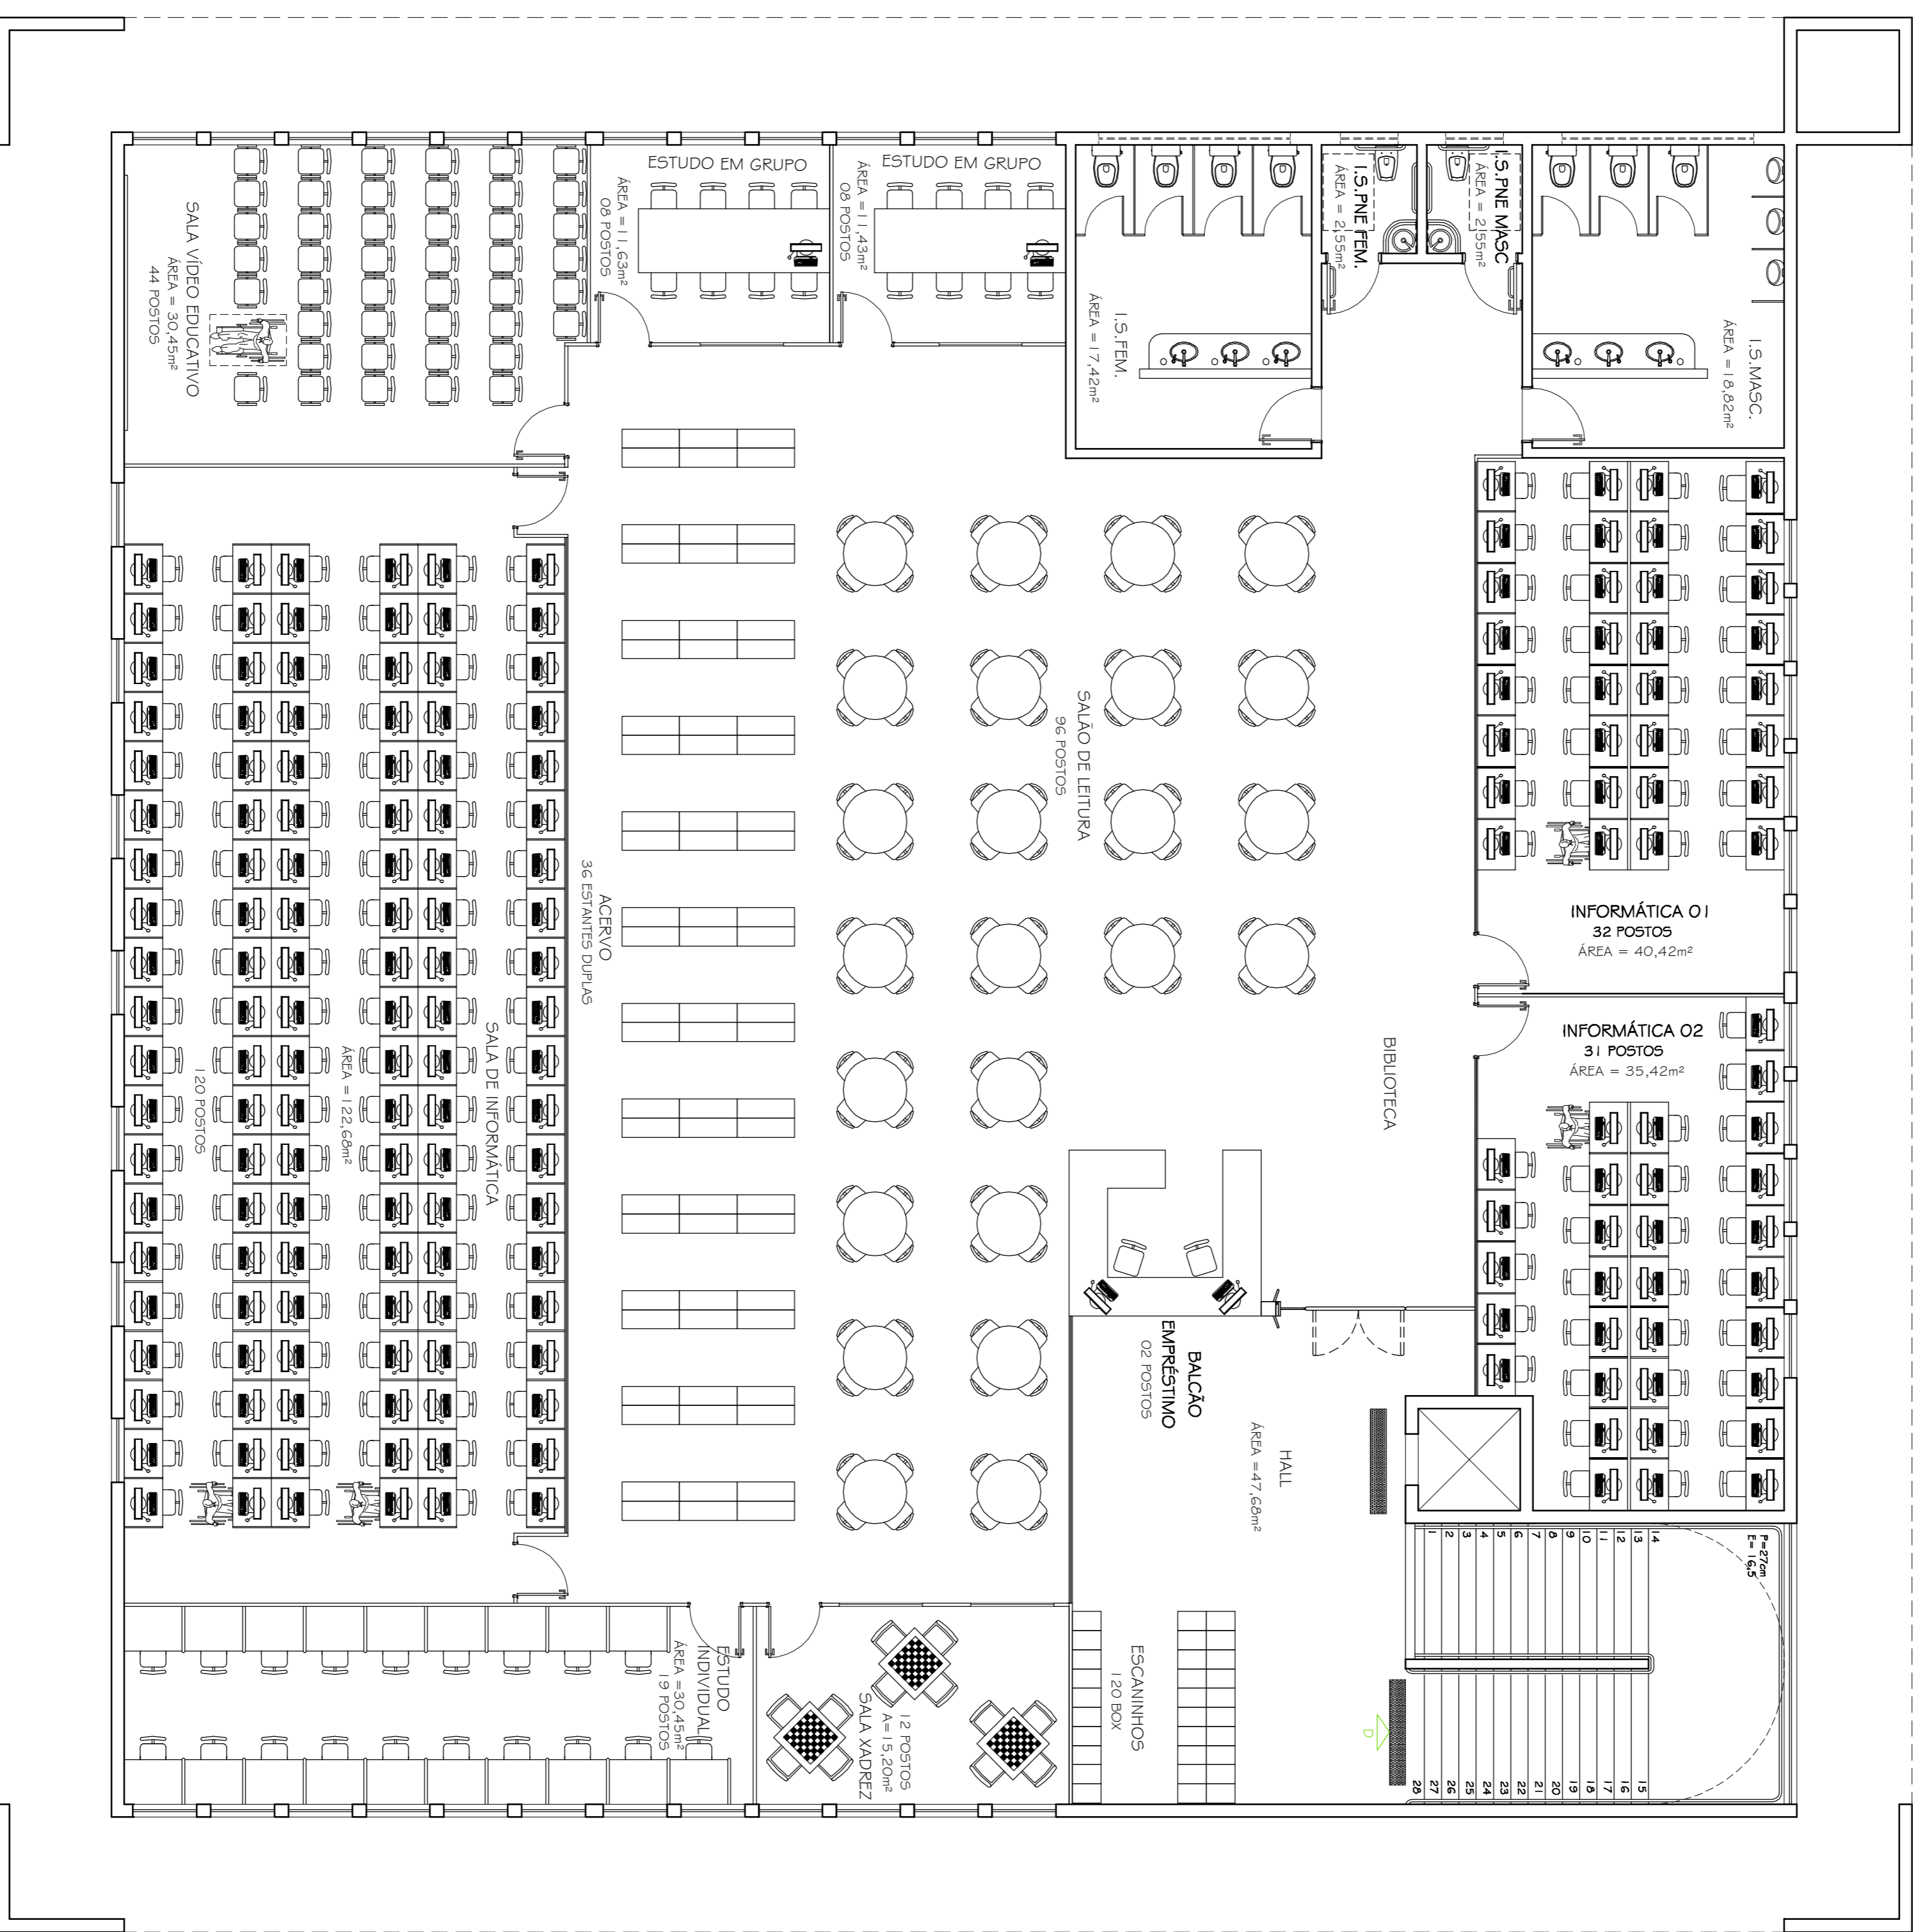 ESTUDO EM GRUPO
ÁREA = 11,63m²
08 POSTOS
ESTUDO EM GRUPO
ÁREA = 11,43m²
08 POSTOS
I.S.PNE FEM.
ÁREA = 2,55m²
I.S.PNE MASC
ÁREA = 2,55m²
SALA VÍDEO EDUCATIVO
ÁREA = 30,45m²
44 POSTOS
I.S.FEM.
ÁREA =17,42m²
I.S.MASC.
ÁREA =18,82m²
SALÃO DE LEITURA
96 POSTOS
ACERVO
36 ESTANTES DUPLAS
INFORMÁTICA 01
32 POSTOS
ÁREA = 40,42m²
INFORMÁTICA 02
31 POSTOS
ÁREA = 35,42m²
BIBLIOTECA
SALA DE INFORMÁTICA
ÁREA =122,68m²
120 POSTOS
BALCÃO
EMPRÉSTIMO
02 POSTOS
HALL
ÁREA =47,68m²
P=27cm
E= 16,5
1
2
3
4
5
6
7
8
9
10
11
12
13
14
ESTUDO
INDIVIDUAL
ÁREA =30,45m²
19 POSTOS
12 POSTOS
A=15,20m²
SALA XADREZ
ESCANINHOS
120 BOX
D
28
27
26
25
24
23
22
21
20
19
18
17
16
15